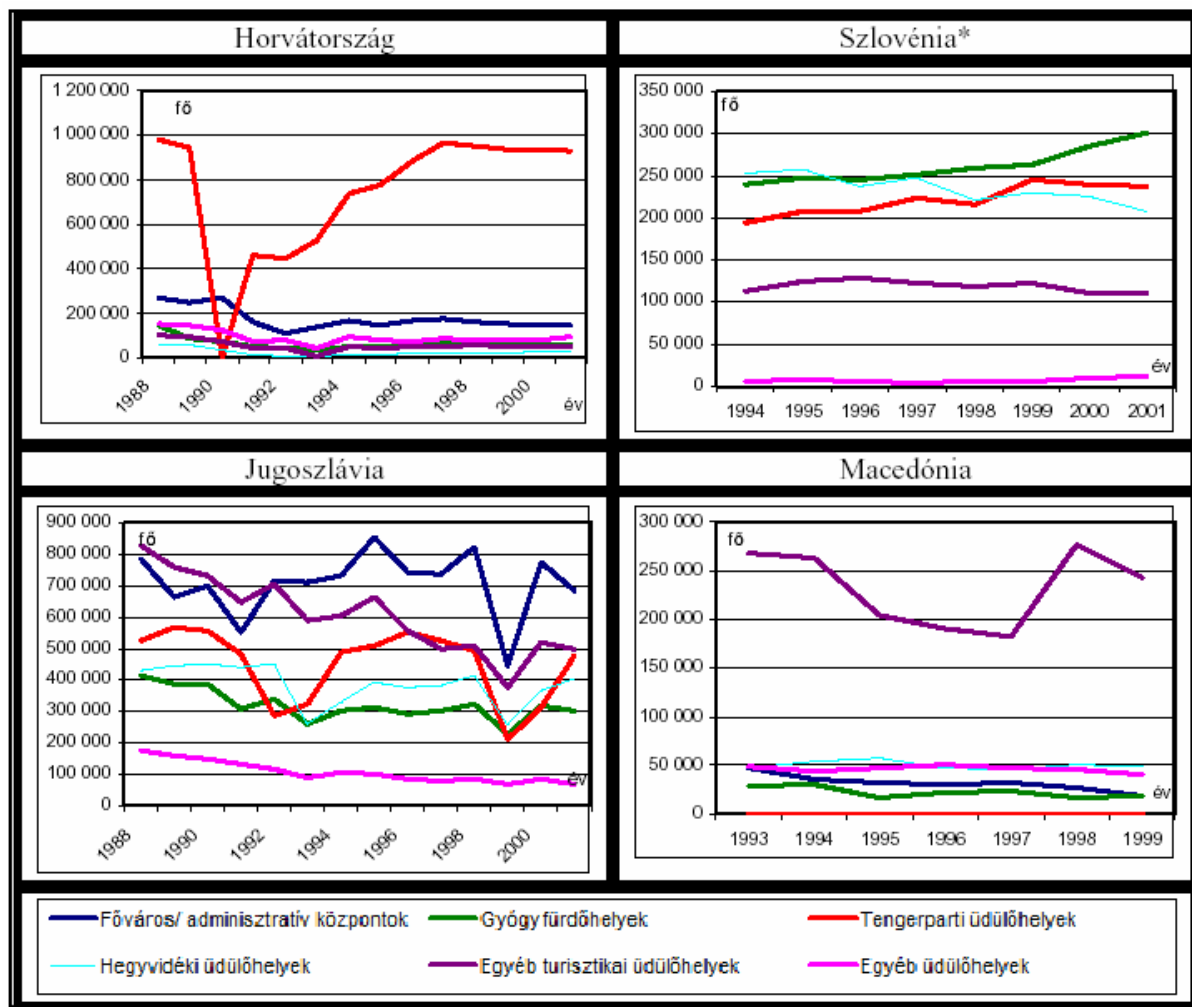 Horvátország
Szlovénia*
1 200 000
fő
1 000 000
800 000
600 000
400 000
200 000
0
1988
1990
1992
1994
1996
1998
2000
év
350 000
fő
300 000
250 000
200 000
150 000
100 000
50 000
0
év
1994 1995 1996 1997 1998 1999 2000 2001
Jugoszlávia
Macedónia
900 000
fő
800 000
700 000
600 000
500 000
400 000
300 000
200 000
100 000
0
év
1988
1990
1992
1994
1996
1998
2000
300 000
fő
250 000
200 000
150 000
100 000
50 000
0
év
1993 1994 1995 1996 1997 1998 1999
Főváros/ adminisztratív központok Gyógyfürdőhelyek Tengerparti üdülőhelyek
Hegyvidéki üdülőhelyek Egyéb turisztikai üdülőhelyek Egyéb üdülőhelyek